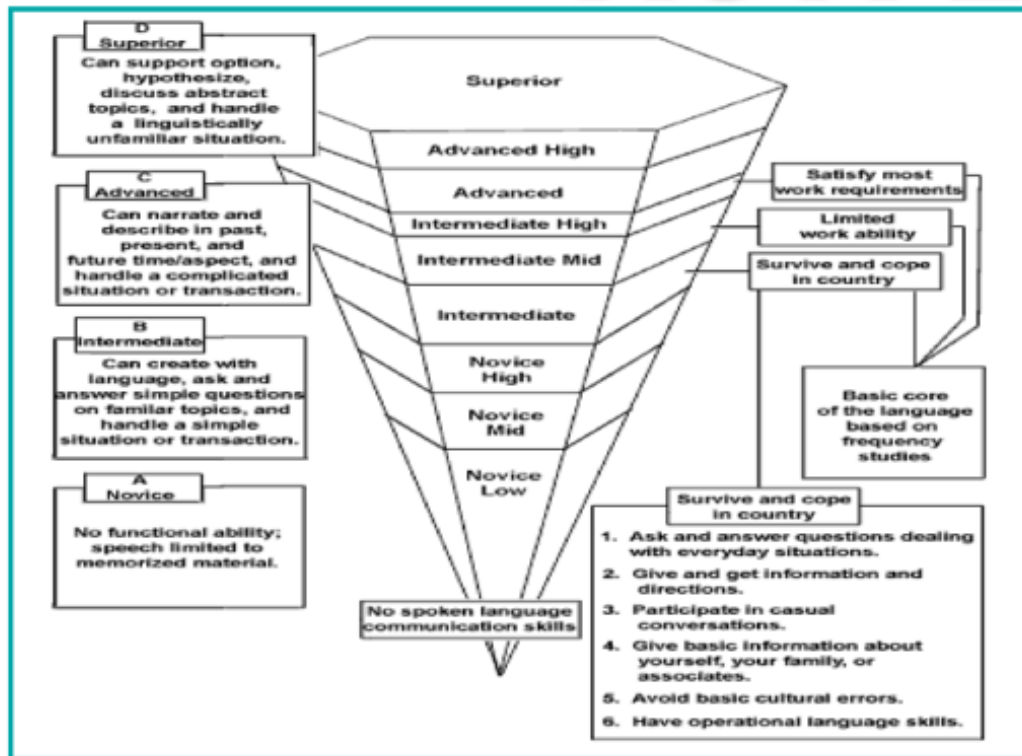 D
Superior
Can support option,
hypothesize,
discuss abstract
topics, and handle
a linguistically
unfamiliar situation.
C
Advanced
Can narrate and
describe in past,
present, and
future time/aspect, and
handle a complicated
situation or transaction.
B
Intermediate
Can create with
language, ask and
answer simple questions
on familar topics, and
handle a simple
situation or transaction.
A
Novice
No functional ability;
speech limited to
memorized material.
Superior
Advanced High
Advanced
Intermediate High
Intermediate Mid
Intermediate
Novice
High
Novice
Mid
Novice
Low
No spoken language
communication skills
Satisfy most
work requirements
Limited
work ability
Survive and cope
in country
Basic core
of the language
based on
frequency
studies
Survive and cope
in country
1. Ask and answer questions dealing
with everyday situations.
2. Give and get information and
directions.
3. Participate in casual
conversations.
4. Give basic information about
yourself, your family, or
associates.
5. Avoid basic cultural errors.
6. Have operational language skills.